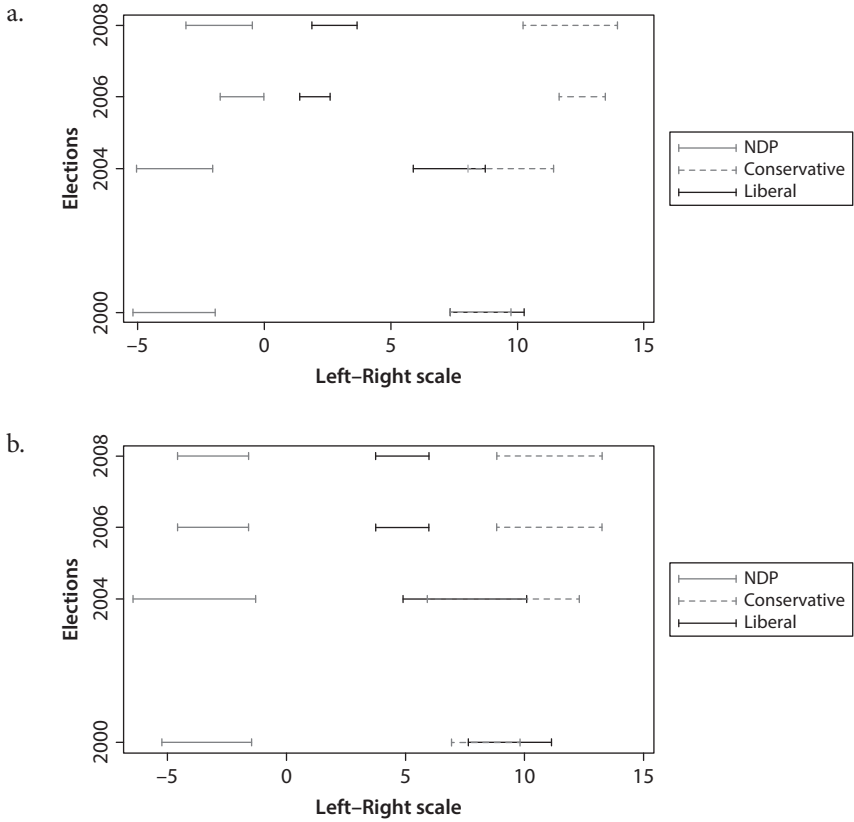 a.
2008
2006
2004
2000
Elections
–5 0 5 10 15
Left–Right scale
NDP
Conservative
Liberal
b.
2008
2006
2004
2000
Elections
–5 0 5 10 15
Left–Right scale
NDP
Conservative
Liberal